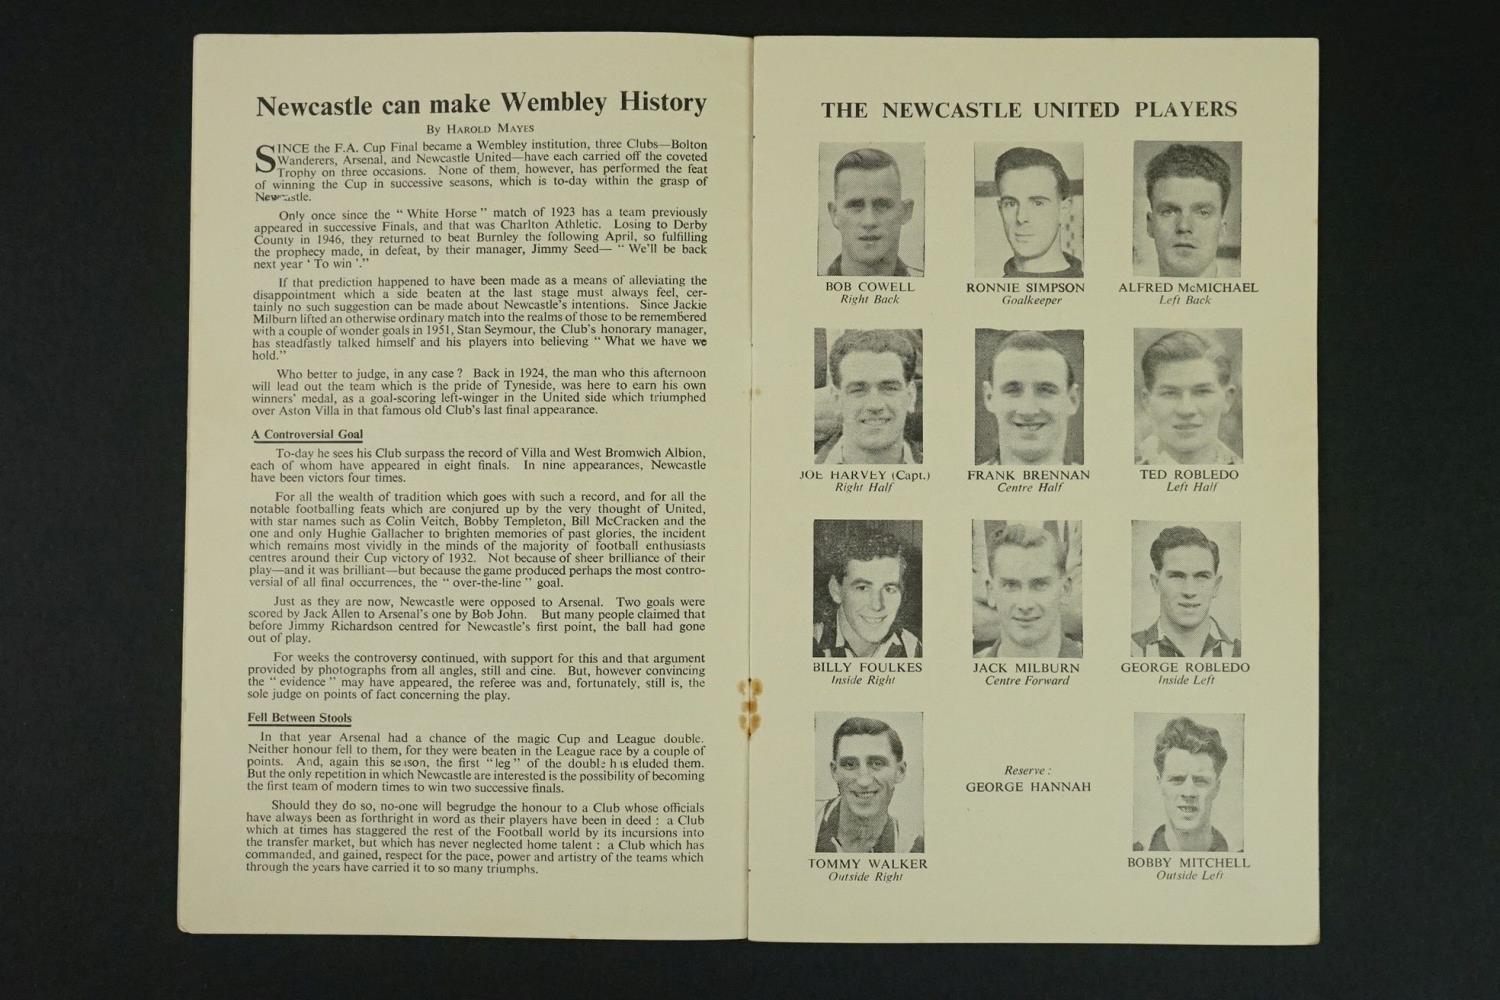 Newcastle can make Wembley History
By HAROLD MAYES
SINCE the F.A. Cup Final became a Wembley institution, three Clubs—Bolton
Wanderers, Arsenal, and Newcastle United—have each carried off the coveted
Trophy on three occasions. None of them, however, has performed the feat
of winning the Cup in successive seasons, which is to-day within the grasp of
Newcastle.
Only once since the “ White Horse ” match of 1923 has a team previously
appeared in successive Finals, and that was Charlton Athletic. Losing to Derby
County in 1946, they returned to beat Burnley the following April, so fulfilling
the prophecy made, in defeat, by their manager, Jimmy Seed— “ We’ll be back
next year ‘ To win ’.”
If that prediction happened to have been made as a means of alleviating the
disappointment which a side beaten at the last stage must always feel, cer-
tainly no such suggestion can be made about Newcastle’s intentions. Since Jackie
Milburn lifted an otherwise ordinary match into the realms of those to be remembered
with a couple of wonder goals in 1951, Stan Seymour, the Club’s honorary manager,
has steadfastly talked himself and his players into believing “ What we have we
hold.”
Who better to judge, in any case ? Back in 1924, the man who this afternoon
will lead out the team which is the pride of Tyneside, was here to earn his own
winners’ medal, as a goal-scoring left-winger in the United side which triumphed
over Aston Villa in that famous old Club’s last final appearance.
A Controversial Goal
To-day he sees his Club surpass the record of Villa and West Bromwich Albion,
each of whom have appeared in eight finals. In nine appearances, Newcastle
have been victors four times.
For all the wealth of tradition which goes with such a record, and for all the
notable footballing feats which are conjured up by the very thought of United,
with star names such as Colin Veitch, Bobby Templeton, Bill McCracken and the
one and only Hughie Gallacher to brighten memories of past glories, the incident
which remains most vividly in the minds of the majority of football enthusiasts
centres around their Cup victory of 1932. Not because of sheer brilliance of their
play—and it was brilliant—but because the game produced perhaps the most contro-
versial of all final occurrences, the “ over-the-line ” goal.
Just as they are now, Newcastle were opposed to Arsenal. Two goals were
scored by Jack Allen to Arsenal’s one by Bob John. But many people claimed that
before Jimmy Richardson centred for Newcastle’s first point, the ball had gone
out of play.
For weeks the controversy continued, with support for this and that argument
provided by photographs from all angles, still and cine. But, however convincing
the “ evidence ” may have appeared, the referee was and, fortunately, still is, the
sole judge on points of fact concerning the play.
Fell Between Stools
In that year Arsenal had a chance of the magic Cup and League double.
Neither honour fell to them, for they were beaten in the League race by a couple of
points. And, again this season, the first “leg” of the double has eluded them.
But the only repetition in which Newcastle are interested is the possibility of becoming
the first team of modern times to win two successive finals.
Should they do so, no-one will begrudge the honour to a Club whose officials
have always been as forthright in word as their players have been in deed : a Club
which at times has staggered the rest of the Football world by its incursions into
the transfer market, but which has never neglected home talent : a Club which has
commanded, and gained, respect for the pace, power and artistry of the teams which
through the years have carried it to so many triumphs.
THE NEWCASTLE UNITED PLAYERS
BOB COWELL
Right Back
RONNIE SIMPSON
Goalkeeper
ALFRED McMICHAEL
Left Back
JOE HARVEY (Capt.)
Right Half
FRANK BRENNAN
Centre Half
TED ROBLEDO
Left Half
BILLY FOULKES
Inside Right
JACK MILBURN
Centre Forward
GEORGE ROBLEDO
Inside Left
TOMMY WALKER
Outside Right
Reserve :
GEORGE HANNAH
BOBBY MITCHELL
Outside Left